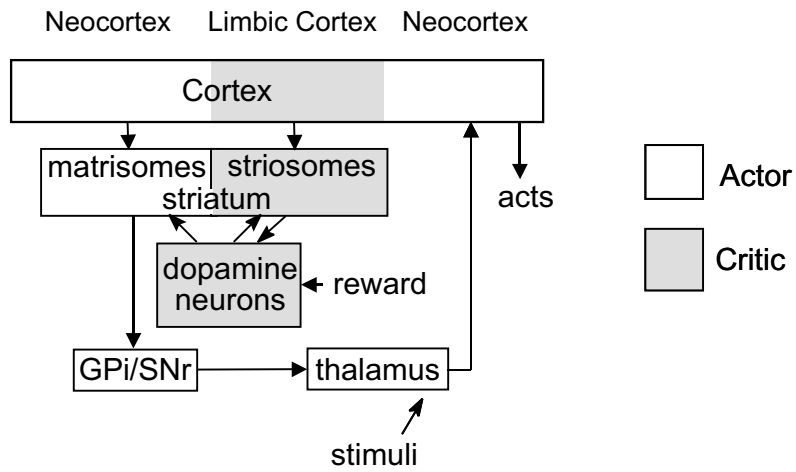 Neocortex Limbic Cortex Neocortex
Cortex
matrisomes striosomes
striatum
acts
Actor
Critic
dopamine
neurons
reward
GPi/SNr
thalamus
stimuli